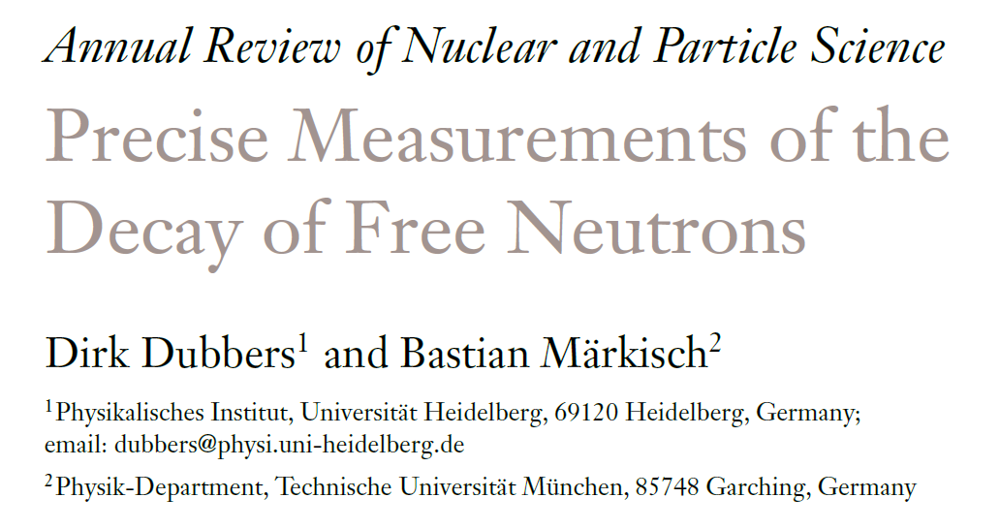 Annual Review of Nuclear and Particle Science
Precise Measurements of the
Decay of Free Neutrons
Dirk Dubbers¹ and Bastian Märkisch²
¹Physikalisches Institut, Universität Heidelberg, 69120 Heidelberg, Germany;
email: dubbers@physi.uni-heidelberg.de
²Physik-Department, Technische Universität München, 85748 Garching, Germany